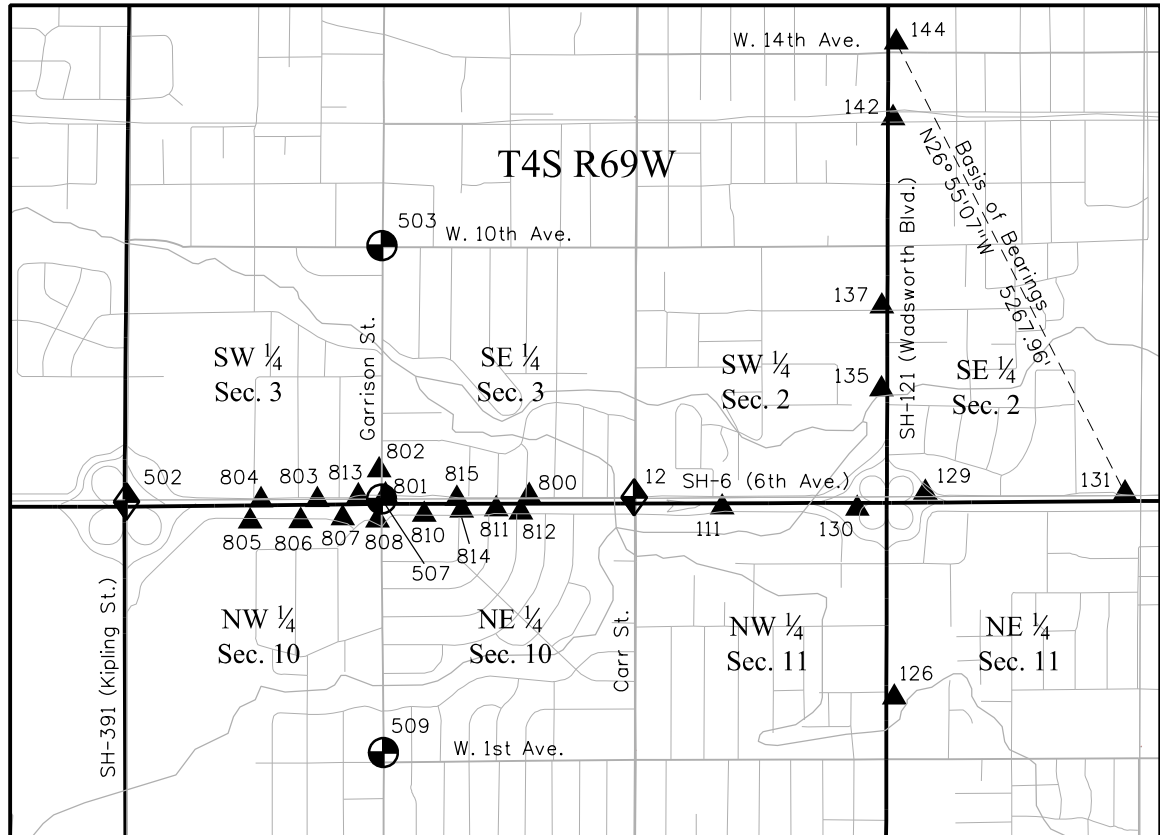 W. 14th Ave.
144
142
T4S R69W
Basis of Bearings
N26° 55'07"W 5267.96'
503
W. 10th Ave.
SH-121 (Wadsworth Blvd.)
137
Garrison St.
SW ¼
Sec. 3
SE ¼
Sec. 3
SW ¼
Sec. 2
SE ¼
Sec. 2
135
802
502
804
803
813
801
815
800
12
SH-6 (6th Ave.)
129
131
805
806
807
808
810
814
811
812
111
130
507
SH-391 (Kipling St.)
NW ¼
Sec. 10
NE ¼
Sec. 10
Carr St.
NW ¼
Sec. 11
NE ¼
Sec. 11
126
509
W. 1st Ave.